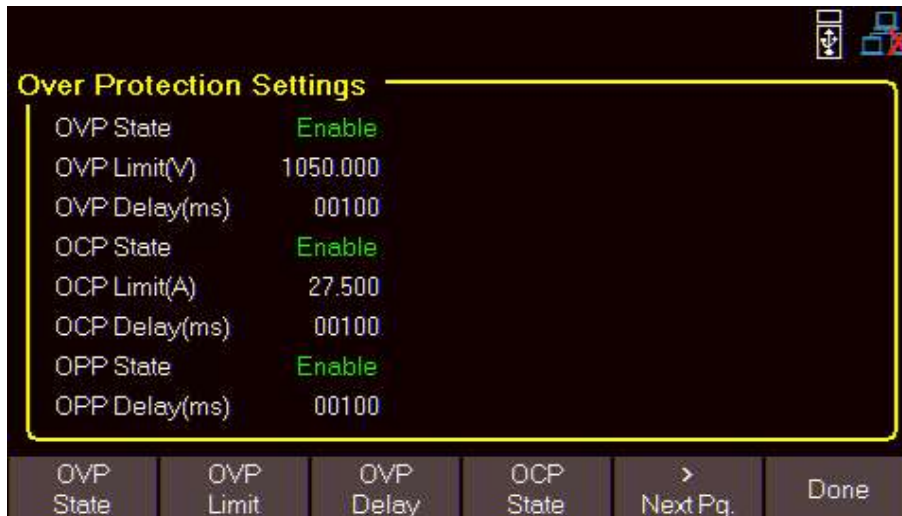 Over Protection Settings
OVP State Enable
OVP Limit(V) 1050.000
OVP Delay(ms) 00100
OCP State Enable
OCP Limit(A) 27.500
OCP Delay(ms) 00100
OPP State Enable
OPP Delay(ms) 00100
OVP State
OVP Limit
OVP Delay
OCP State
> Next Pg.
Done